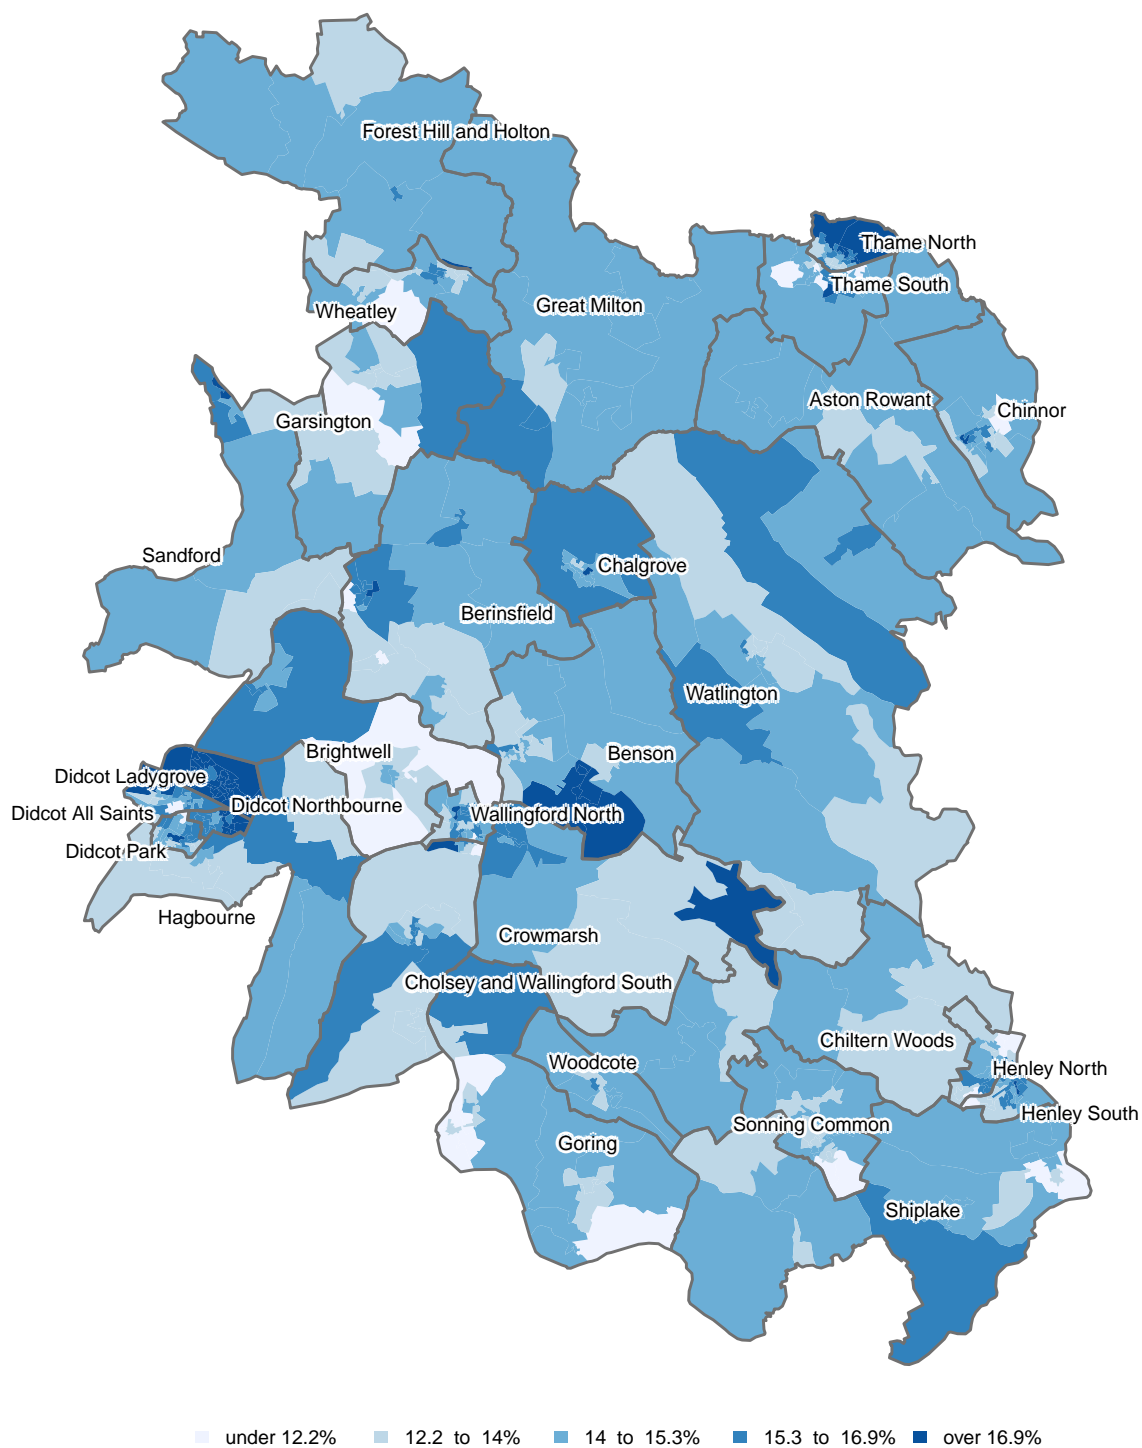 Forest Hill and Holton
Thame North
Thame South
Great Milton
Wheatley
Aston Rowant
Chinnor
Garsington
Sandford
Chalgrove
Berinsfield
Watlington
Brightwell
Benson
Didcot Ladygrove
Didcot Northbourne
Didcot All Saints
Wallingford North
Didcot Park
Hagbourne
Crowmarsh
Cholsey and Wallingford South
Chiltern Woods
Woodcote
Henley North
Henley South
Sonning Common
Goring
Shiplake
under 12.2% 12.2 to 14% 14 to 15.3% 15.3 to 16.9% over 16.9%